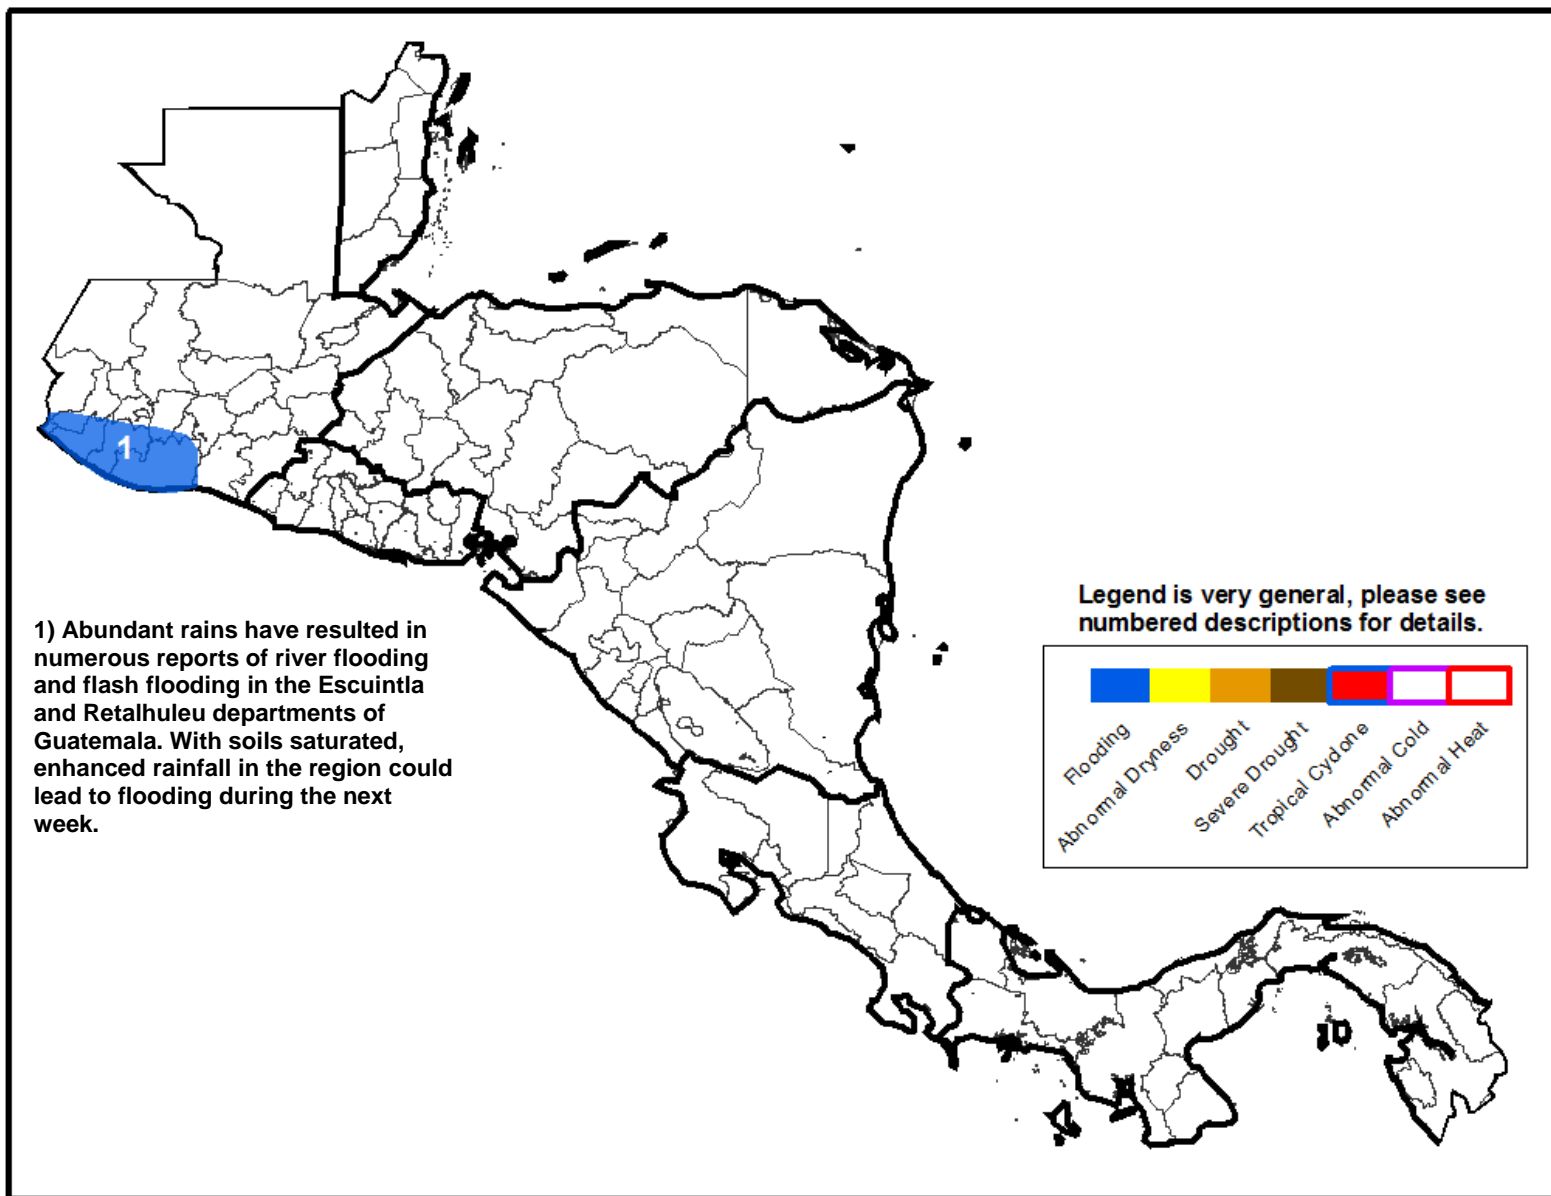 1
1) Abundant rains have resulted in
numerous reports of river flooding
and flash flooding in the Escuintla
and Retalhuleu departments of
Guatemala. With soils saturated,
enhanced rainfall in the region could
lead to flooding during the next
week.
Legend is very general, please see
numbered descriptions for details.
Flooding
Abnormal Dryness
Drought
Severe Drought
Tropical Cyclone
Abnormal Cold
Abnormal Heat